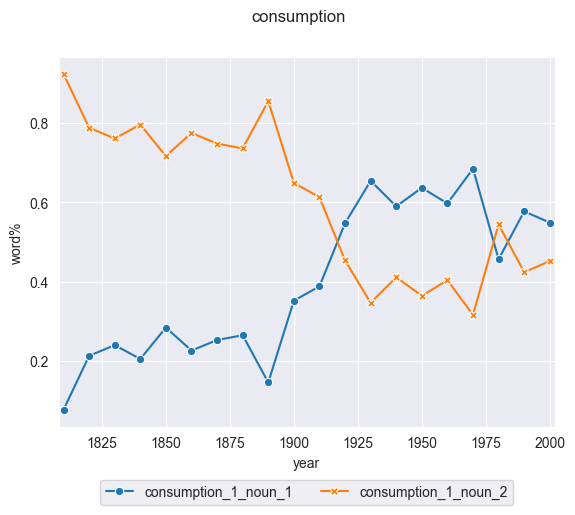 consumption
word%
0.8
0.6
0.4
0.2
1825 1850 1875 1900 1925 1950 1975 2000
year
consumption_1_noun_1 consumption_1_noun_2